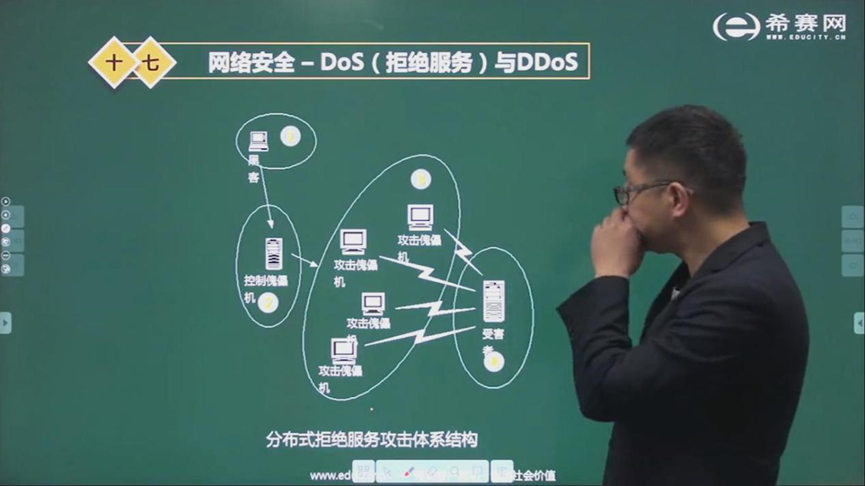 希赛网
WWW.EDUCITY.CN
十七
网络安全 – DoS（拒绝服务）与DDoS
黑
客
攻击傀儡
机
控制傀儡
机
攻击傀儡
机
攻击傀儡
机
攻击傀儡
机
受害
者
分布式拒绝服务攻击体系结构
www.edu
社会价值